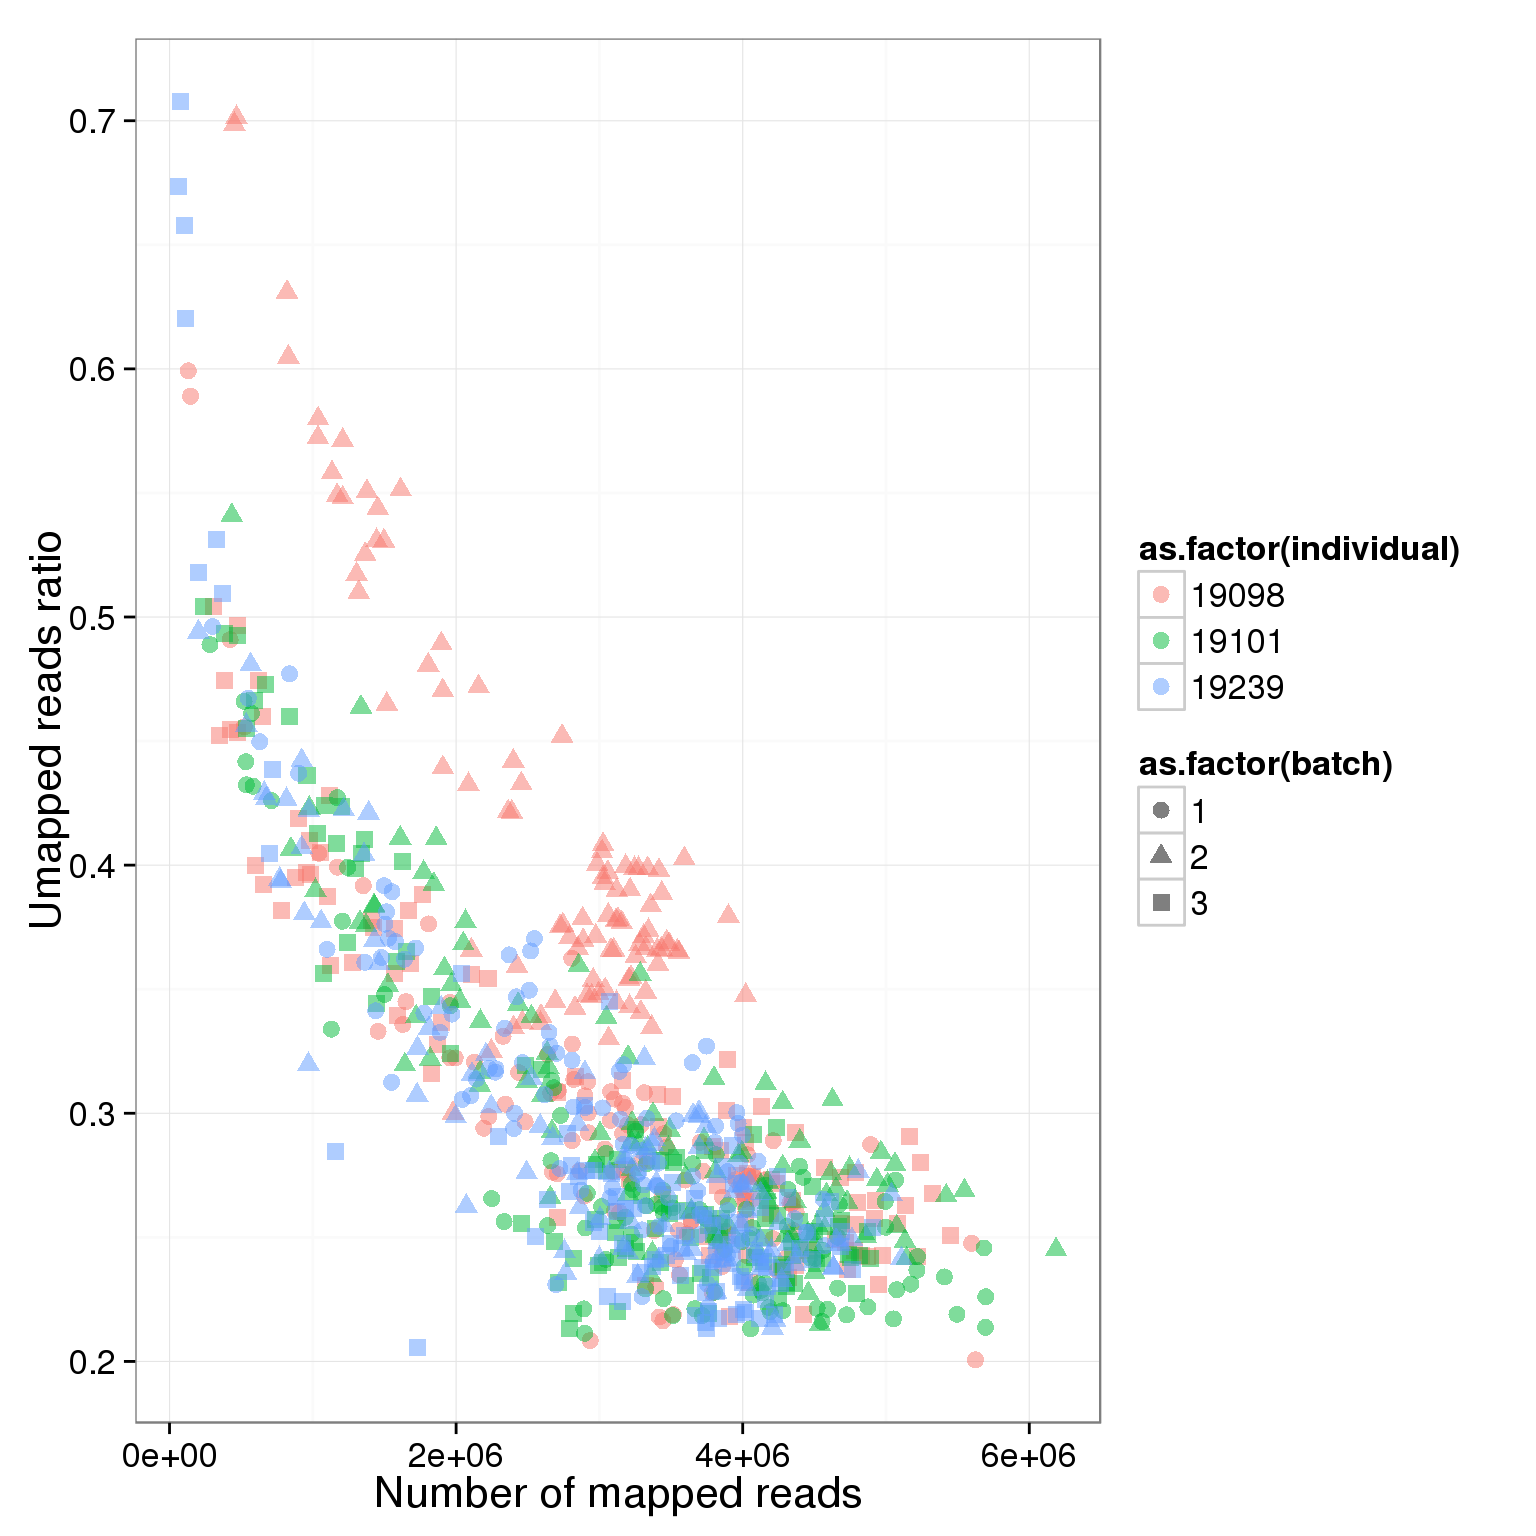 0.7
0.6
0.5
0.4
0.3
0.2
Umapped reads ratio
0e+00 2e+06 4e+06 6e+06
Number of mapped reads
as.factor(individual)
19098
19101
19239
as.factor(batch)
1
2
3